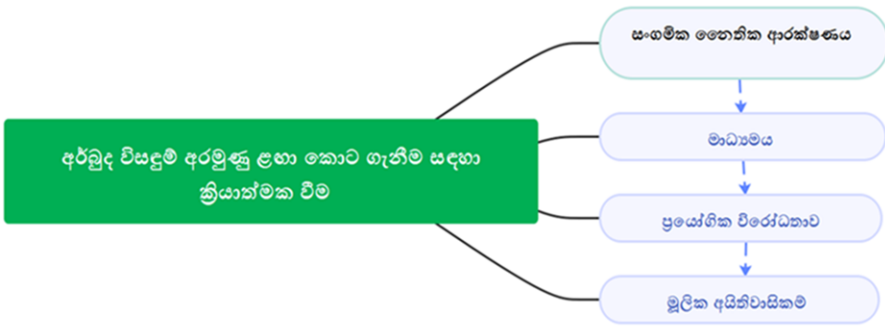 අර්බුද විසඳුම් අරමුණු ළඟා කොට ගැනීම සඳහා
ක්‍රියාත්මක වීම
සංගමික නෛතික ආරක්ෂණය
මාධ්‍යමය
ප්‍රයෝගික විරෝධතාව
මූලික අයිතිවාසිකම්